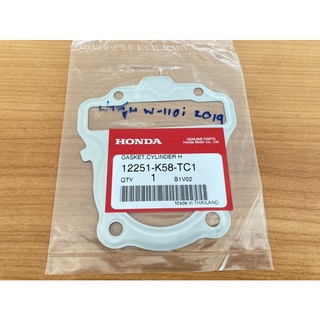 W-110i 2019
HONDA
GENUINE PARTS
Honda Motor Co., Ltd.
GASKET,CYLINDER H
12251-K58-TC1
QTY 1 B1V02
Made in THAILAND